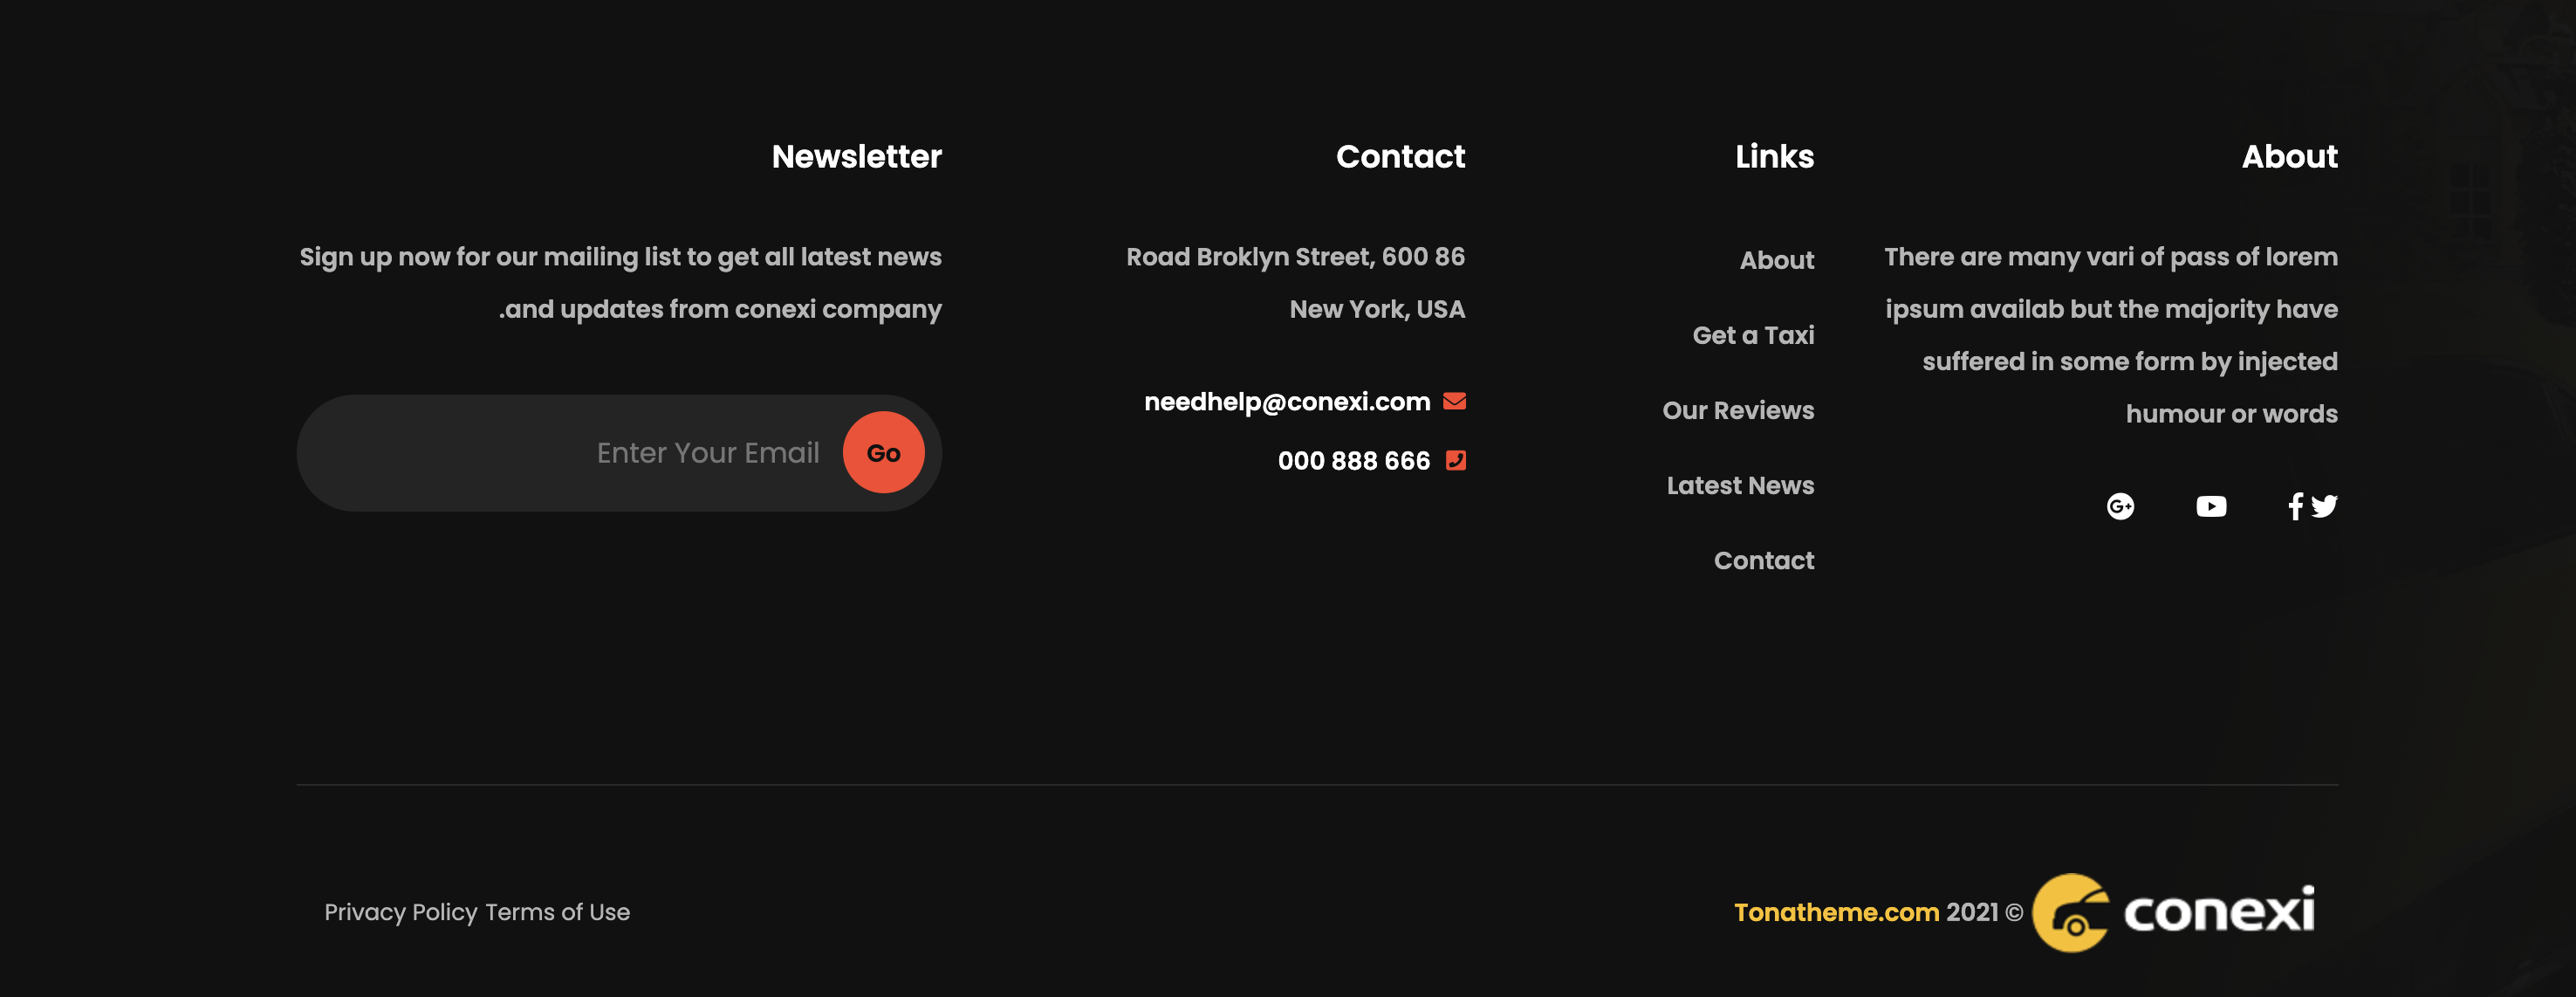 About
There are many vari of pass of lorem
ipsum availab but the majority have
suffered in some form by injected
humour or words
Links
About
Get a Taxi
Our Reviews
Latest News
Contact
Contact
Road Broklyn Street, 600 86
New York, USA
needhelp@conexi.com
000 888 666
Newsletter
Sign up now for our mailing list to get all latest news
.and updates from conexi company
Enter Your Email
Go
conexi
Tonatheme.com 2021 ©
Privacy Policy Terms of Use